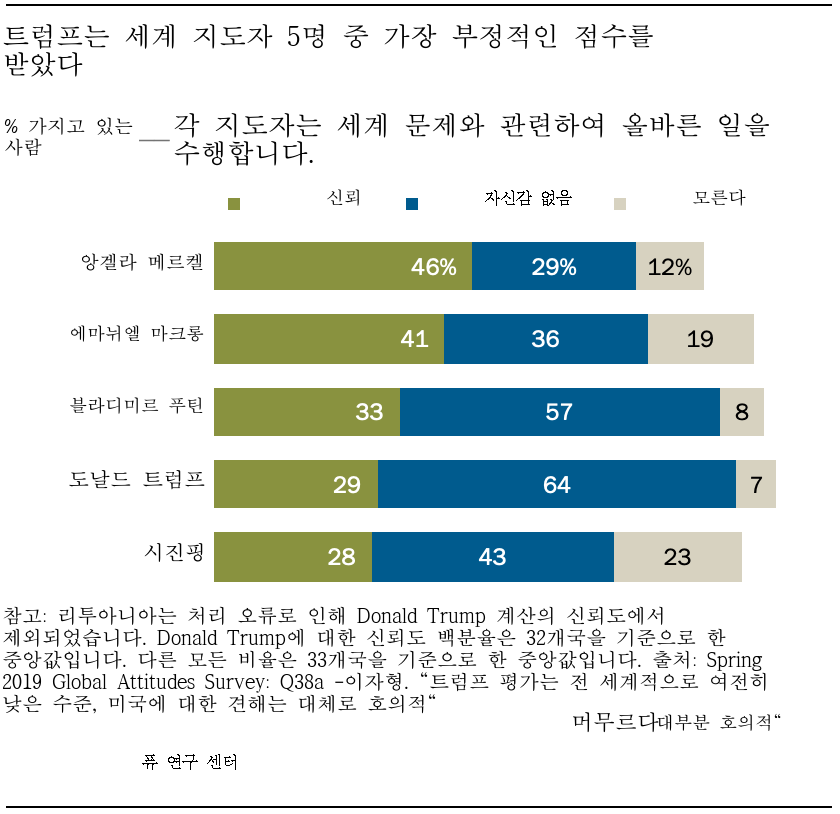 트럼프는 세계 지도자 5명 중 가장 부정적인 점수를
받았다
% 가지고 있는
사람
각 지도자는 세계 문제와 관련하여 올바른 일을
수행합니다.
신뢰 자신감 없음 모른다
앙겔라 메르켈 46% 29% 12%
에마뉘엘 마크롱 41 36 19
블라디미르 푸틴 33 57 8
도날드 트럼프 29 64 7
시진핑 28 43 23
참고: 리투아니아는 처리 오류로 인해 Donald Trump 계산의 신뢰도에서
제외되었습니다. Donald Trump에 대한 신뢰도 백분율은 32개국을 기준으로 한
중앙값입니다. 다른 모든 비율은 33개국을 기준으로 한 중앙값입니다. 출처: Spring
2019 Global Attitudes Survey: Q38a -이자형. “트럼프 평가는 전 세계적으로 여전히
낮은 수준, 미국에 대한 견해는 대체로 호의적“
머무르다대부분 호의적“
퓨 연구 센터